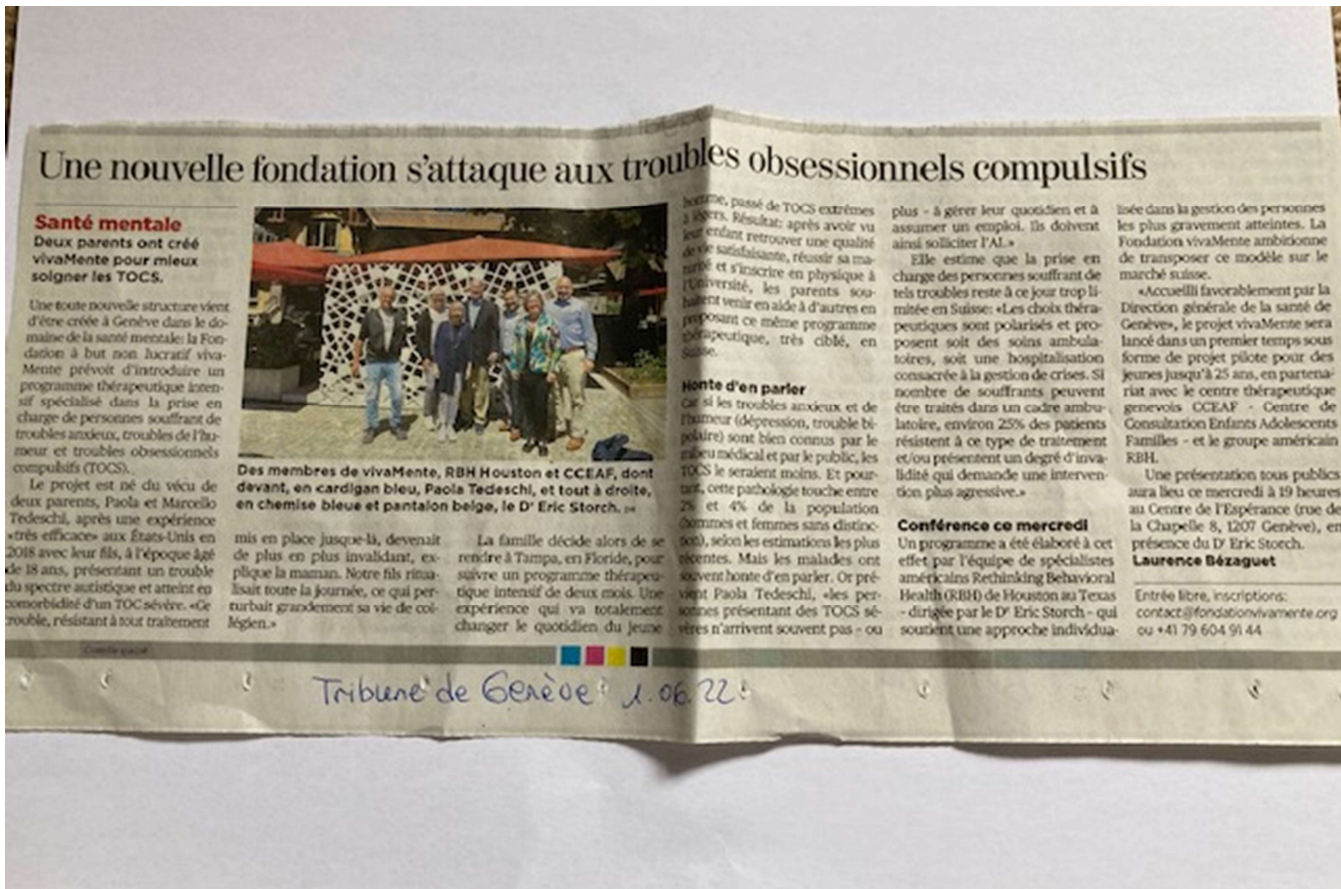 Une nouvelle fondation s'attaque aux troubles obsessionnels compulsifs
Santé mentale
Deux parents ont créé
vivaMente pour mieux
soigner les TOCS.
Une toute nouvelle structure vient
d'être créée à Genève dans le do-
maine de la santé mentale: la Fon-
dation à but non lucratif viva-
Mente prévoit d'introduire un
programme thérapeutique inten-
sif spécialisé dans la prise en
charge de personnes souffrant de
troubles anxieux, troubles de l'hu-
meur et troubles obsessionnels
compulsifs (TOCS).
Le projet est né du vécu de
deux parents, Paola et Marcello
Tedeschi, après une expérience
«très efficace» aux États-Unis en
2018 avec leur fils, à l'époque âgé
de 18 ans, présentant un trouble
du spectre autistique et atteint en
comorbidité d'un TOC sévère. «Ce
trouble, résistant à tout traitement
Des membres de vivaMente, RBH Houston et CCEAF, dont
devant, en cardigan bleu, Paola Tedeschi, et tout à droite,
en chemise bleue et pantalon beige, le Dr Eric Storch.
mis en place jusque-là, devenait
de plus en plus invalidant, ex-
plique la maman. Notre fils ritua-
lisait toute la journée, ce qui per-
turbait grandement sa vie de col-
légien.»
La famille décide alors de se
rendre à Tampa, en Floride, pour
suivre un programme thérapeu-
tique intensif de deux mois. Une
expérience qui va totalement
changer le quotidien du jeune
homme, passé de TOCS extrêmes
à légers. Résultat: après avoir vu
leur enfant retrouver une qualité
de vie satisfaisante, réussir sa ma-
turité et s'inscrire en physique à
l'Université, les parents sou-
haitent venir en aide à d'autres en
proposant ce même programme
thérapeutique, très ciblé, en
Suisse.
Honte d'en parler
Car si les troubles anxieux et de
l'humeur (dépression, trouble bi-
polaire) sont bien connus par le
milieu médical et par le public, les
TOCS le seraient moins. Et pour-
tant, cette pathologie touche entre
2% et 4% de la population
(hommes et femmes sans distinc-
tion), selon les estimations les plus
récentes. Mais les malades ont
souvent honte d'en parler. Or pré-
vient Paola Tedeschi, «les per-
sonnes présentant des TOCS sé-
vères n'arrivent souvent pas - ou
plus - à gérer leur quotidien et à
assumer un emploi. Ils doivent
ainsi solliciter l'AI.»
Elle estime que la prise en
charge des personnes souffrant de
tels troubles reste à ce jour trop li-
mitée en Suisse: «Les choix théra-
peutiques sont polarisés et pro-
posent soit des soins ambula-
toires, soit une hospitalisation
consacrée à la gestion de crises. Si
nombre de souffrants peuvent
être traités dans un cadre ambu-
latoire, environ 25% des patients
résistent à ce type de traitement
et/ou présentent un degré d'inva-
lidité qui demande une interven-
tion plus agressive.»
Conférence ce mercredi
Un programme a été élaboré à cet
effet par l'équipe de spécialistes
américains Rethinking Behavioral
Health (RBH) de Houston au Texas
- dirigée par le Dr Eric Storch - qui
soutient une approche individua-
lisée dans la gestion des personnes
les plus gravement atteintes. La
Fondation vivaMente ambitionne
de transposer ce modèle sur le
marché suisse.
«Accueilli favorablement par la
Direction générale de la santé de
Genève», le projet vivaMente sera
lancé dans un premier temps sous
forme de projet pilote pour des
jeunes jusqu'à 25 ans, en partena-
riat avec le centre thérapeutique
genevois CCEAF - Centre de
Consultation Enfants Adolescents
Familles - et le groupe américain
RBH.
Une présentation tous publics
aura lieu ce mercredi à 19 heures
au Centre de l'Espérance (rue de
la Chapelle 8, 1207 Genève), en
présence du Dr Eric Storch.
Laurence Bézaguet
Entrée libre, inscriptions:
contact@fondationvivamente.org
ou +41 79 604 91 44
Tribune de Genève 1.06.22